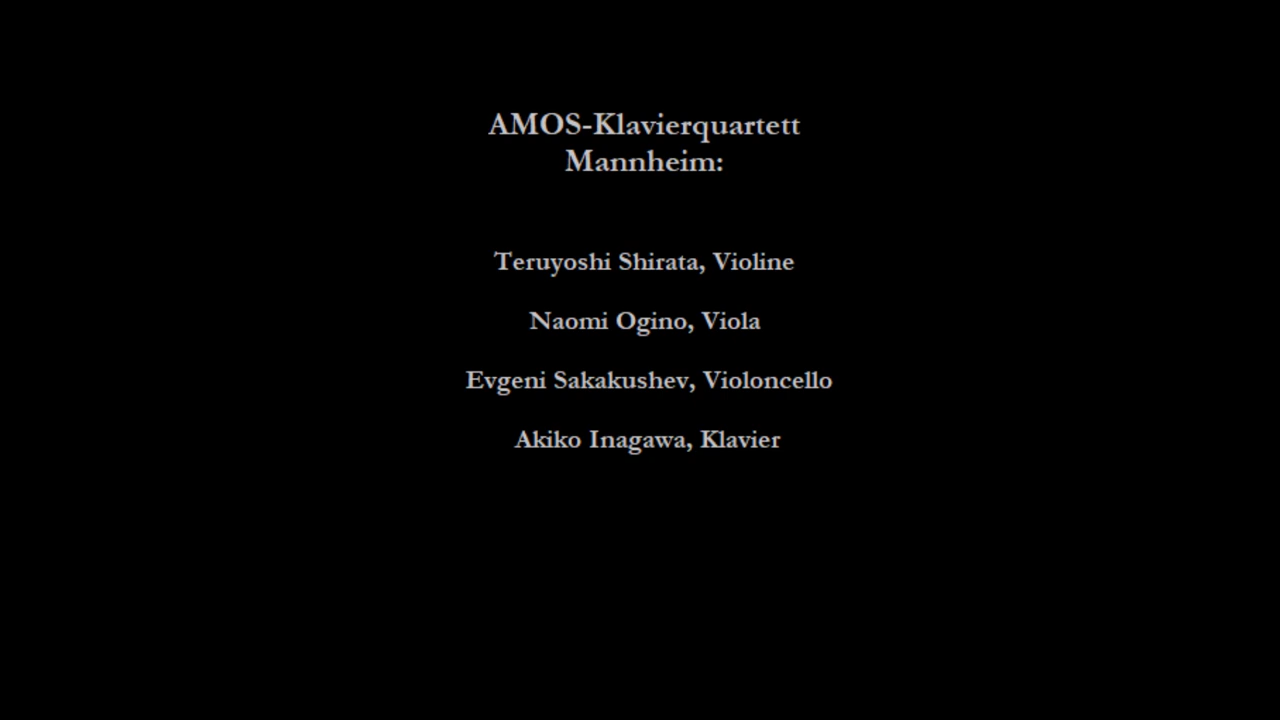 AMOS-Klavierquartett
Mannheim:
Teruyoshi Shirata, Violine
Naomi Ogino, Viola
Evgeni Sakakushev, Violoncello
Akiko Inagawa, Klavier